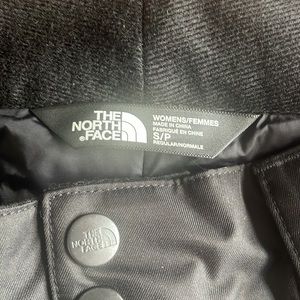 THE
NORTH
FACE
WOMENS/FEMMES
MADE IN CHINA
FABRIQUÉ EN CHINE
S/P
REGULAR/NORMALE
THE
NORTH
FACE